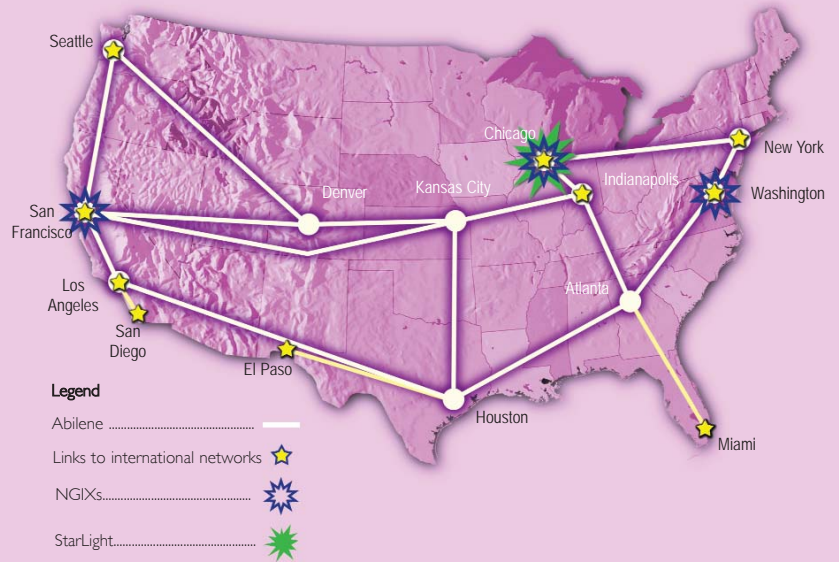 Seattle
Chicago
New York
Denver
Kansas City
Indianapolis
Washington
San
Francisco
Los
Angeles
Atlanta
San
Diego
El Paso
Houston
Miami
Legend
Abilene ..........................................
Links to international networks
NGIXs...........................................
StarLight.........................................